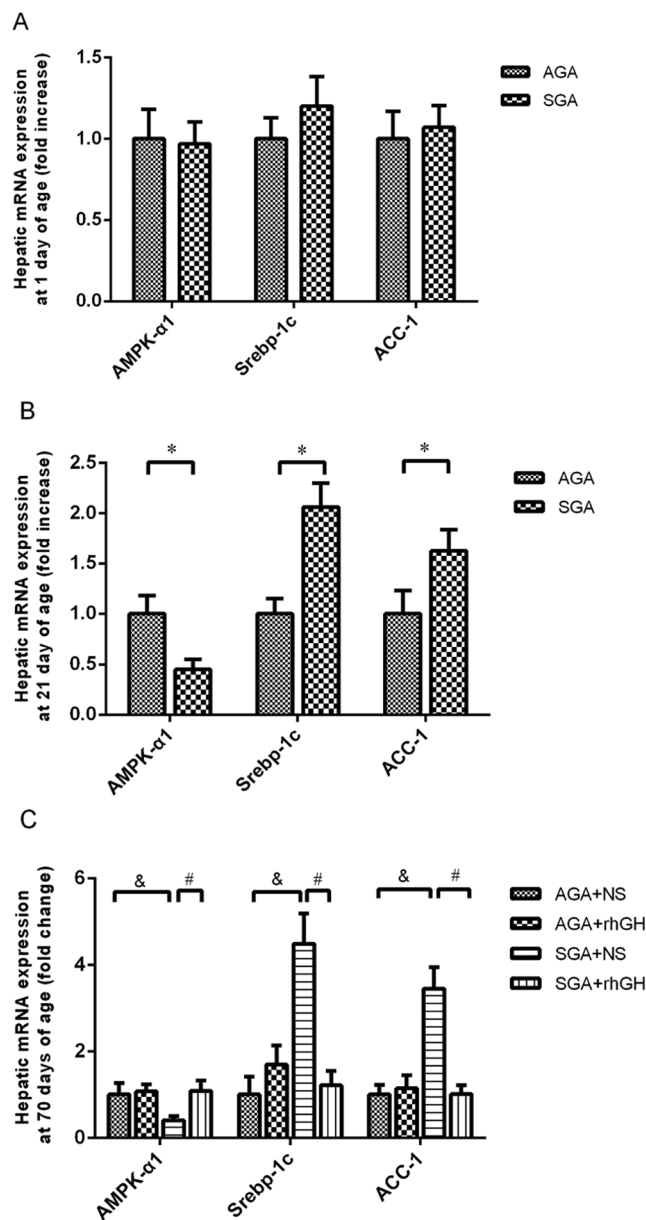 A
Hepatic mRNA expression
at 1 day of age (fold increase)
1.5
1.0
0.5
0.0
AMPK-α1
Srebp-1c
ACC-1
AGA
SGA
B
Hepatic mRNA expression
at 21 day of age (fold increase)
2.5
2.0
1.5
1.0
0.5
0.0
*
*
*
AMPK-α1
Srebp-1c
ACC-1
AGA
SGA
C
Hepatic mRNA expression
at 70 days of age (fold change)
6
4
2
0
& #
& #
& #
AMPK-α1
Srebp-1c
ACC-1
AGA+NS
AGA+rhGH
SGA+NS
SGA+rhGH